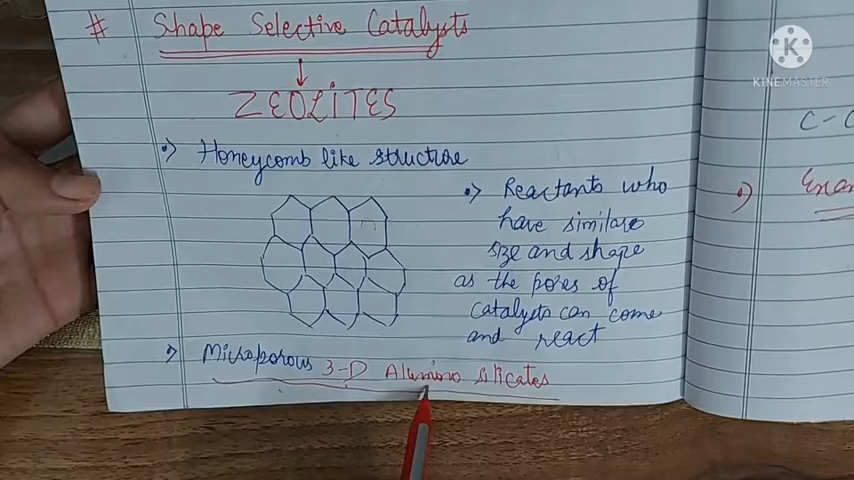 # Shape Selective Catalysts
ZEOLITES
Honeycomb like structure
Reactants who
have similar
size and shape
as the pores of
catalysts can come
and react
Microporous 3-D Alumino silicates
C-C
Exam
K
KINEMASTER